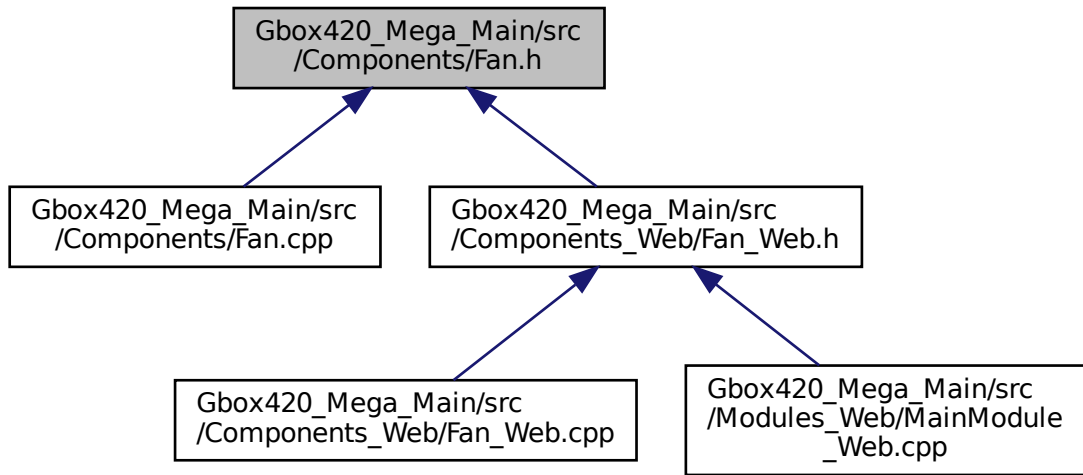 Gbox420_Mega_Main/src
/Components/Fan.h
Gbox420_Mega_Main/src
/Components/Fan.cpp
Gbox420_Mega_Main/src
/Components_Web/Fan_Web.h
Gbox420_Mega_Main/src
/Components_Web/Fan_Web.cpp
Gbox420_Mega_Main/src
/Modules_Web/MainModule
_Web.cpp